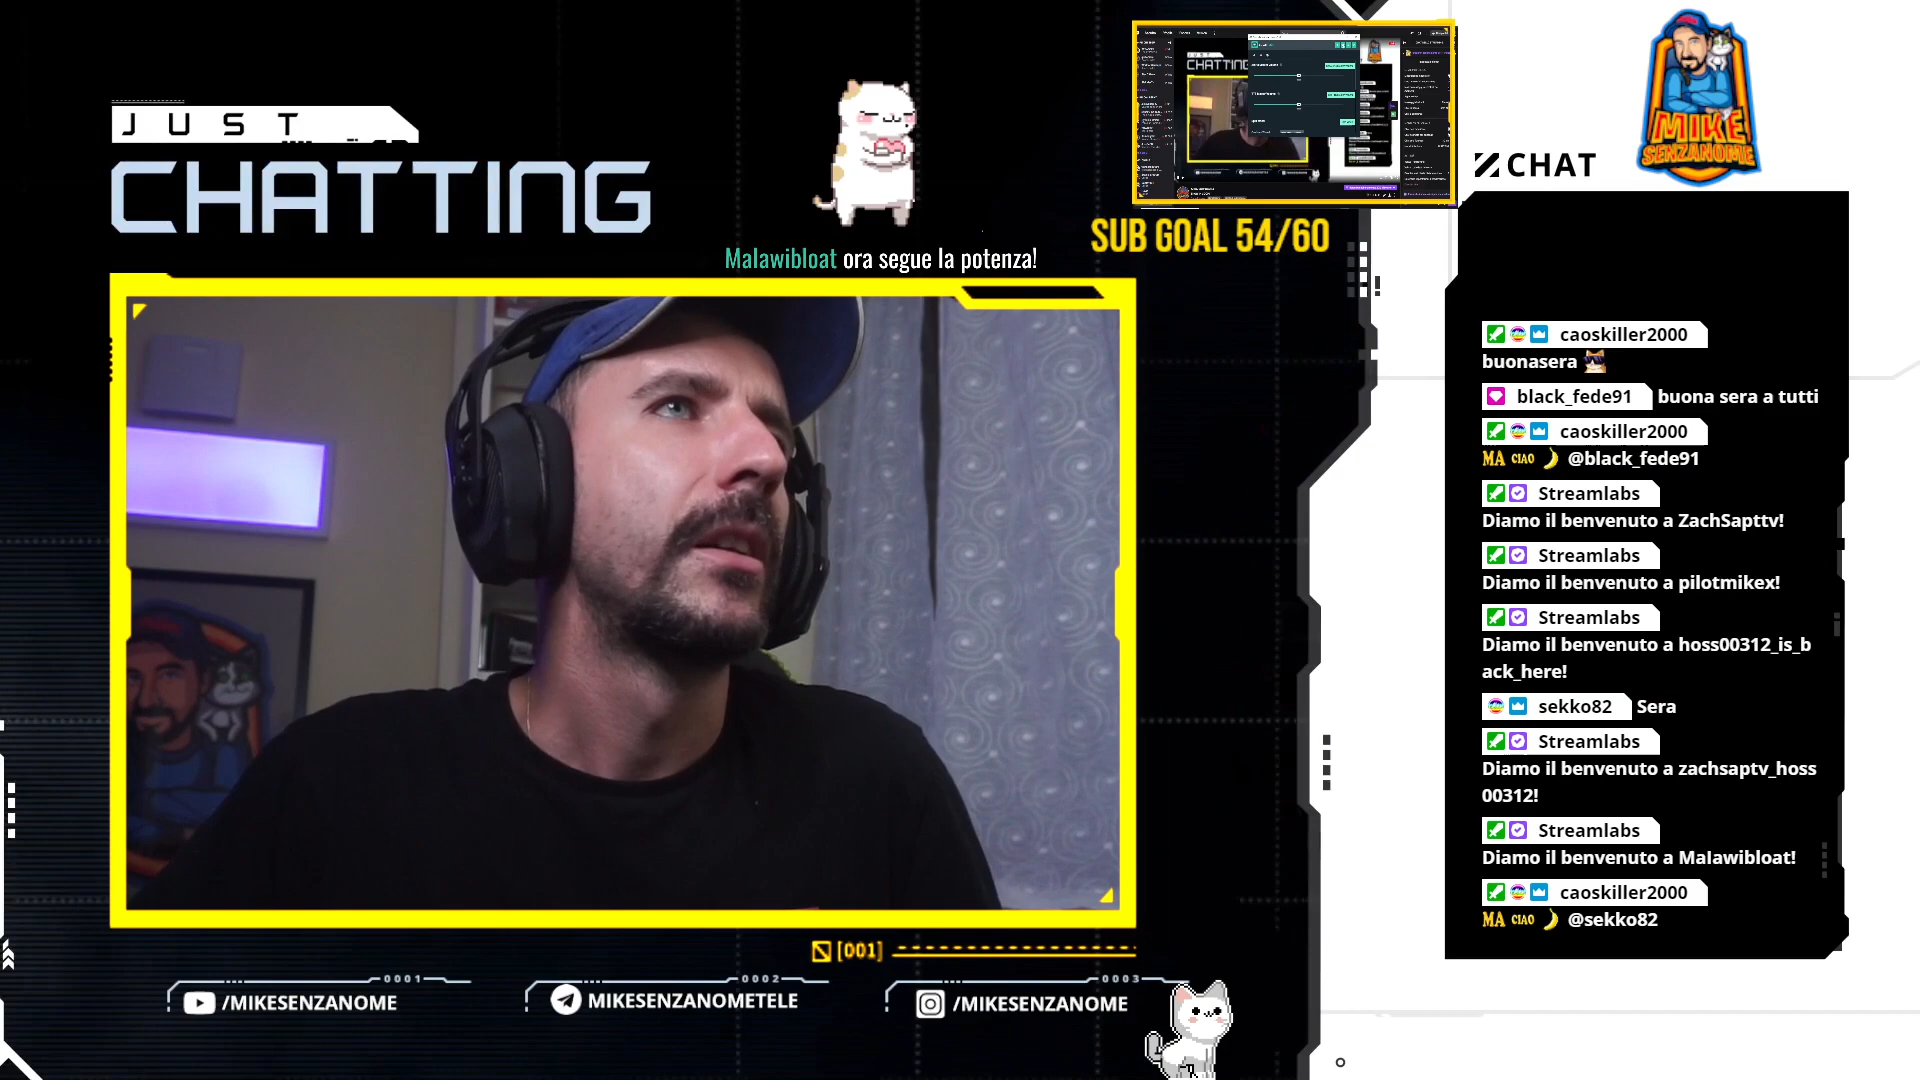 JUST
CHATTING
Malawibloat ora segue la potenza!
SUB GOAL 54/60
!
MIKE
SENZANOME
CHAT
caoskiller2000
buonasera
black_fede91 buona sera a tutti
caoskiller2000
MA CIAO @black_fede91
Streamlabs
Diamo il benvenuto a ZachSapttv!
Streamlabs
Diamo il benvenuto a pilotmikex!
Streamlabs
Diamo il benvenuto a hoss00312_is_b
ack_here!
sekko82 Sera
Streamlabs
Diamo il benvenuto a zachsaptv_hoss
00312!
Streamlabs
Diamo il benvenuto a Malawibloat!
caoskiller2000
MA CIAO @sekko82
[001]
0001
/MIKESENZANOME
0002
MIKESENZANOMETELE
0003
/MIKESENZANOME